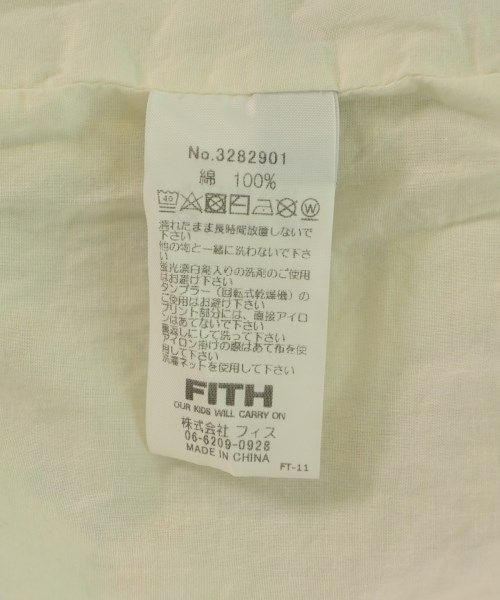 No.3282901
綿 100%
40
W
濡れたまま長時間放置しないで
下さい
他の物と一緒に洗わないで下さ
い
蛍光漂白剤入りの洗剤のご使用
はお避け下さい
タンブラー（回転式乾燥機）の
ご使用はお避け下さい
プリント部分には、直接アイロ
ンはあてないで下さい
裏返しにして洗って下さい
アイロン掛けの際はあて布を使
用して下さい
洗濯ネットを使用して下さい
FITH
OUR KIDS WILL CARRY ON
株式会社 フィス
06-6209-0928
MADE IN CHINA
FT-11